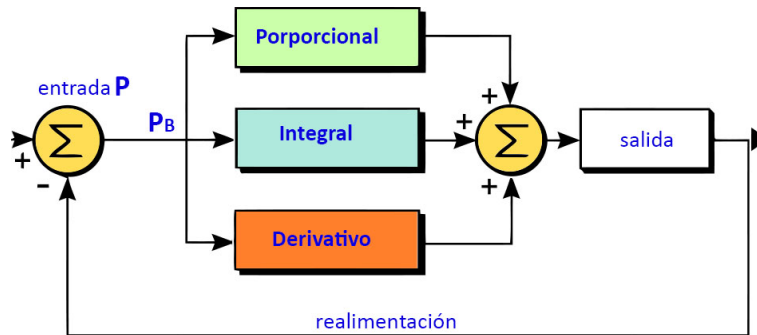 Porporcional
entrada P
+
Σ
-
PB
Integral
+
+
+
Σ
salida
Derivativo
realimentación